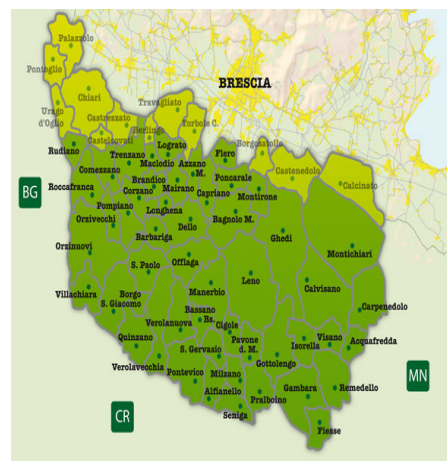 Palazzolo
Pontoglio
BRESCIA
Chiari
Travagliato
Urago
d'Oglio
Castrezzato
Berlingo
Torbole C.
Castelcovati
Rudiano
Lograto
Borgosatollo
Trenzano
Maclodio
Azzano
M.
Fiero
Comezzano
Castenedolo
Brandico
Mairano
Poncarale
Calcinato
BG
Roccafranca
Corzano
Capriano
Montirone
Pompiano
Longhena
Orzivecchi
Dello
Bagnolo M.
Barbariga
Ghedi
Orzinuovi
Offlaga
Montichiari
S. Paolo
Leno
Villachiara
Borgo
S. Giacomo
Manerbio
Calvisano
Bassano
Bs.
Carpenedolo
Verolanuova
Cigole
Quinzano
Pavone
d. M.
Isorella
Visano
Acquafredda
Verolavecchia
S. Gervasio
Gottolengo
MN
Pontevico
Milzano
Alfianello
Pralboino
Gambara
Remedello
CR
Seniga
Fiesse